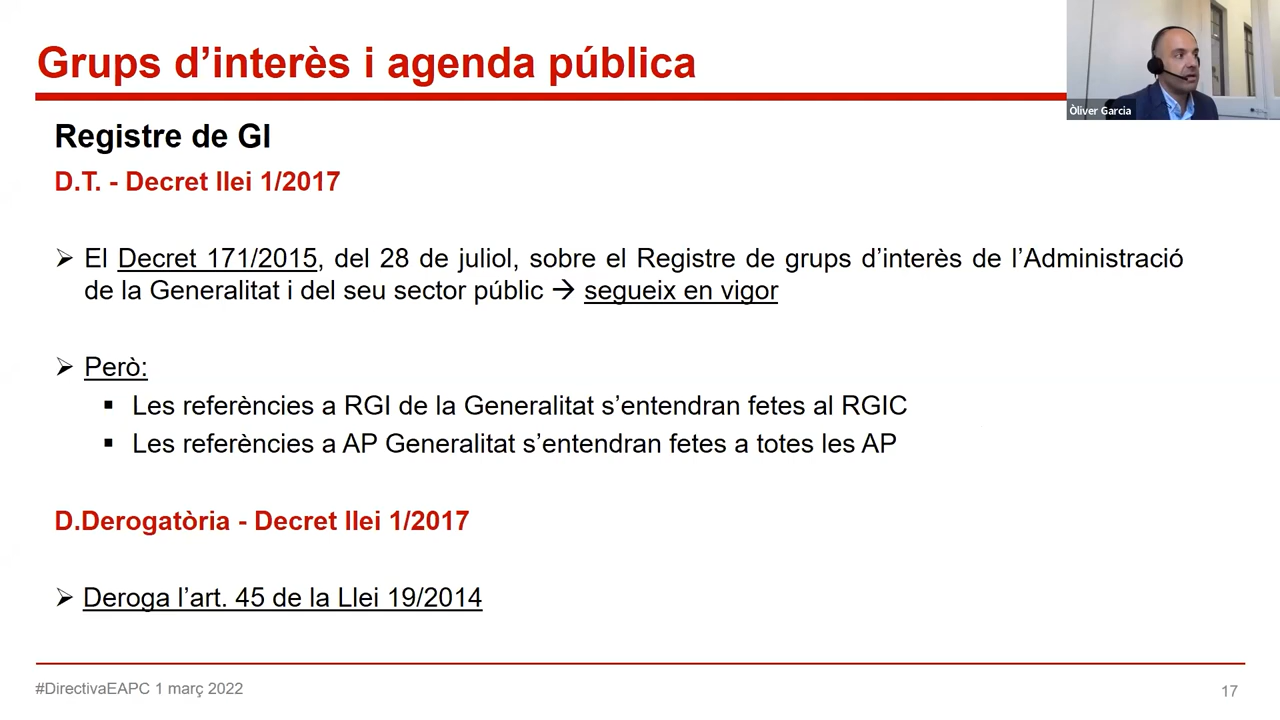 Grups d’interès i agenda pública
Òliver Garcia
Registre de GI
D.T. - Decret llei 1/2017
➢ El Decret 171/2015, del 28 de juliol, sobre el Registre de grups d’interès de l’Administració
de la Generalitat i del seu sector públic → segueix en vigor
➢ Però:
▪ Les referències a RGI de la Generalitat s’entendran fetes al RGIC
▪ Les referències a AP Generalitat s’entendran fetes a totes les AP
D.Derogatòria - Decret llei 1/2017
➢ Deroga l’art. 45 de la Llei 19/2014
#DirectivaEAPC 1 març 2022
17